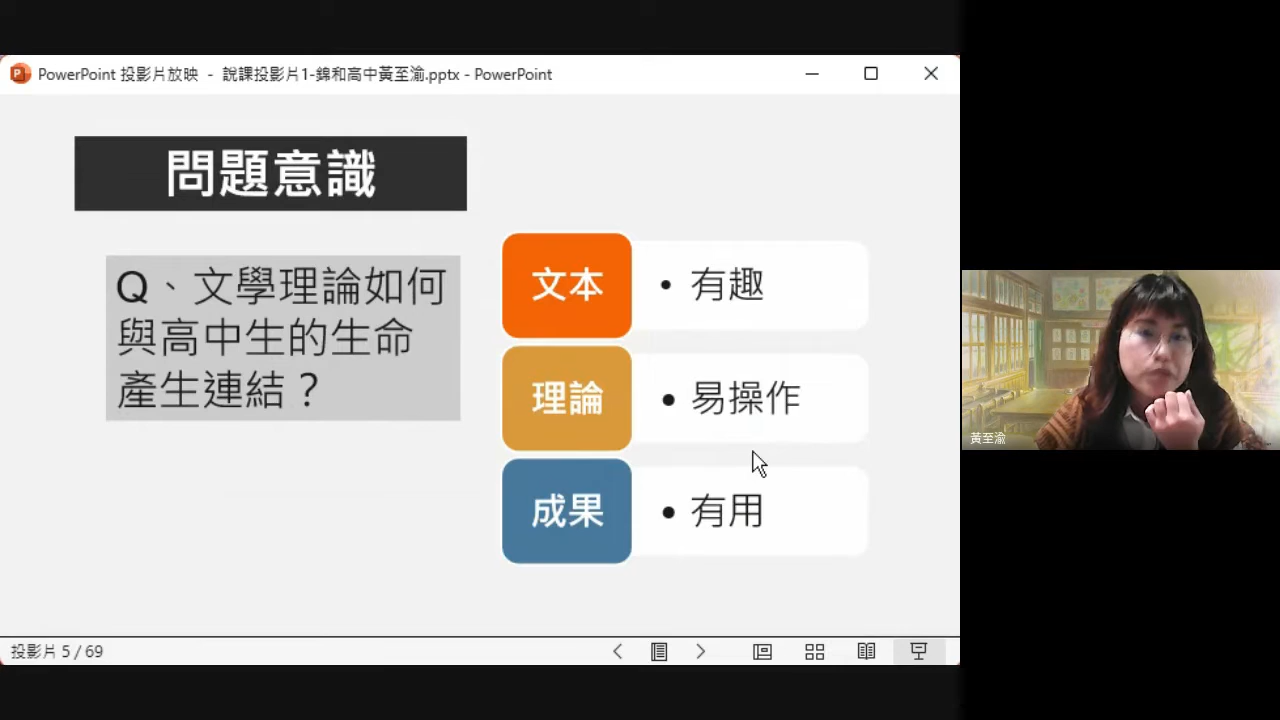 PowerPoint 投影片放映 - 說課投影片1-錦和高中黃至渝.pptx - PowerPoint
問題意識
Q、文學理論如何
與高中生的生命
產生連結？
文本
• 有趣
理論
• 易操作
成果
• 有用
黃至渝
投影片 5 / 69